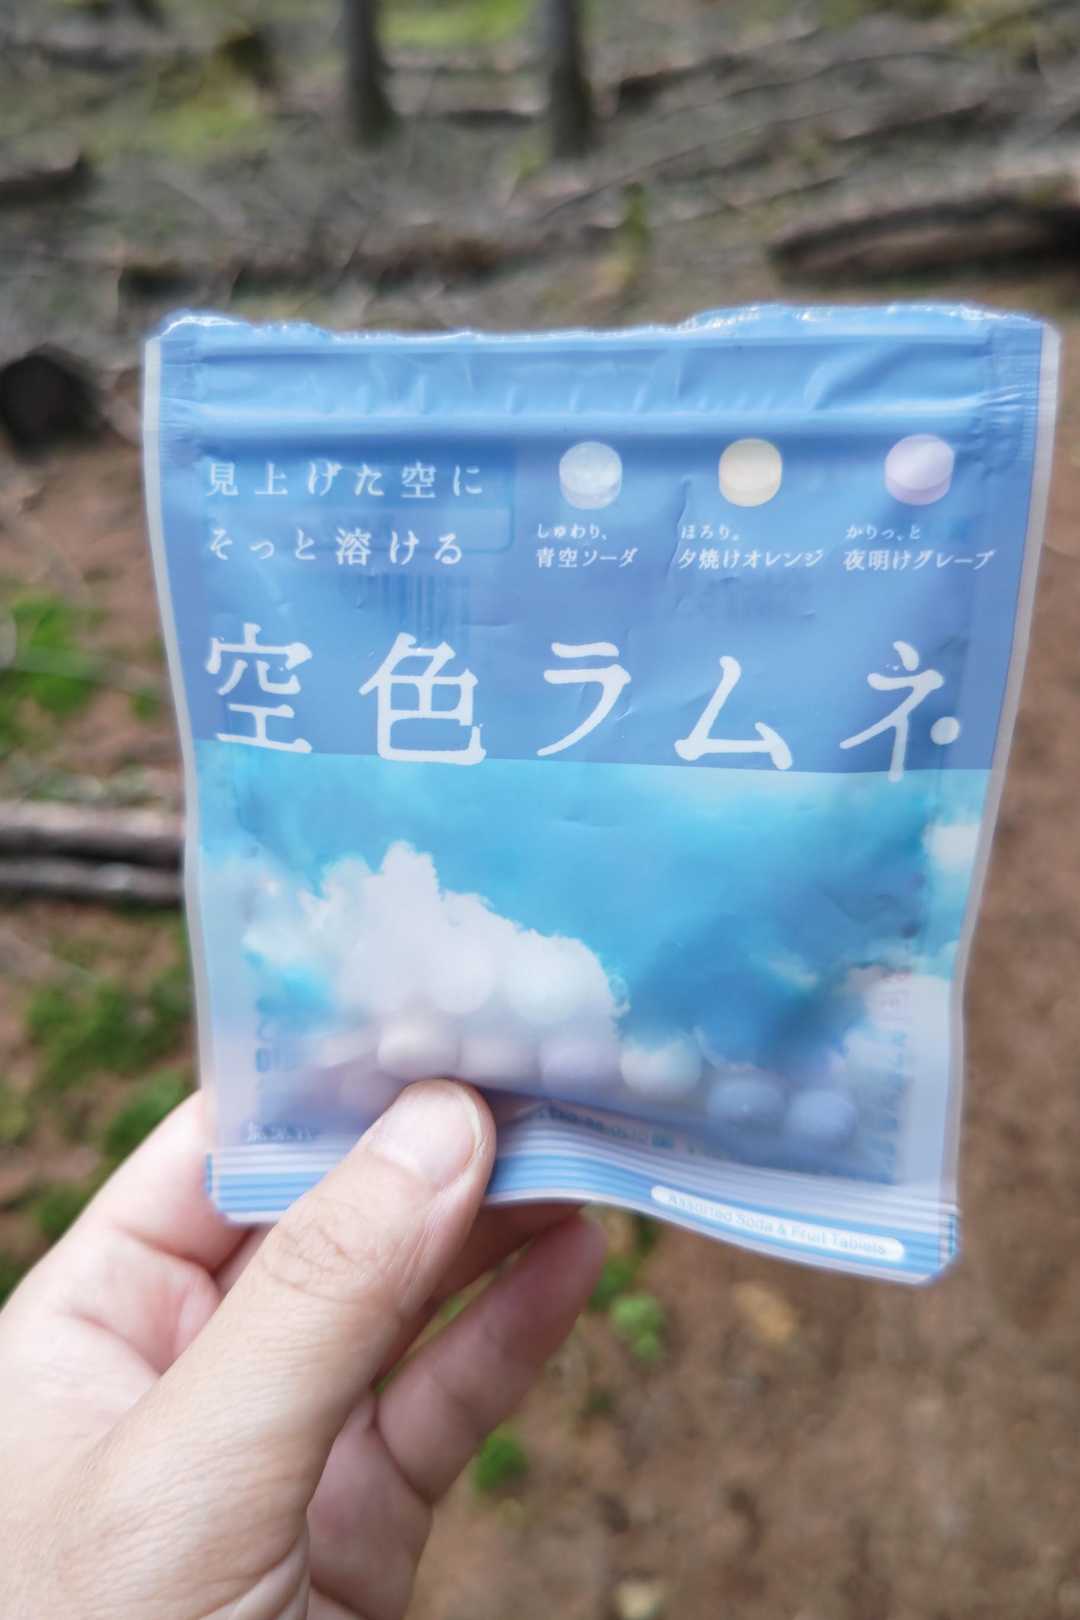 見上げた空に
そっと溶ける
しゅわり、
青空ソーダ
ほろり。
夕焼けオレンジ
かりっ、と
夜明けグレープ
空色ラムネ
Assorted Soda & Fruit Tablets